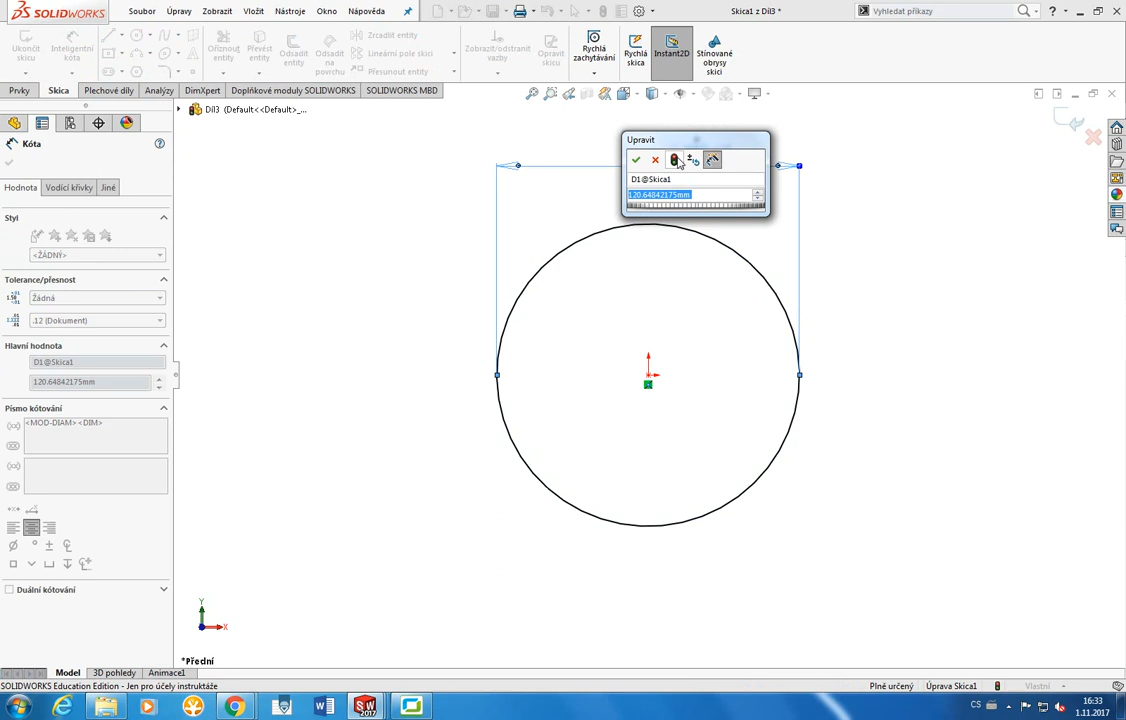 SOLIDWORKS
Soubor Úpravy Zobrazit Vložit Nástroje Okno Nápověda
Skica1 z Díl3 *
Vyhledat příkazy
Ukončit skicu
Inteligentní kóta
Oříznout entity
Převést entity
Odsadit entity
Odsadit na povrchu
Zrcadlit entity
Lineární pole skici
Přesunout entity
Zobrazit/odstranit vazby
Opravit skicu
Rychlá zachytávání
Rychlá skica
Instant2D
Stínované obrysy skici
Prvky Skica Plechové díly Analýzy DimXpert Doplňkové moduly SOLIDWORKS SOLIDWORKS MBD
Díl3 (Default<<Default>_...
Kóta
Hodnota Vodící křivky Jiné
Styl
<ŽÁDNÝ>
Tolerance/přesnost
Žádná
.12 (Dokument)
Hlavní hodnota
D1@Skica1
120.64842175mm
Písmo kótování
<MOD-DIAM><DIM>
Duální kótování
Upravit
D1@Skica1
120.64842175mm
Y
X
*Přední
Model 3D pohledy Animace1
SOLIDWORKS Education Edition - Jen pro účely instruktáže
Plně určený Úprava Skica1 Vlastní
CS
16:33
1.11.2017